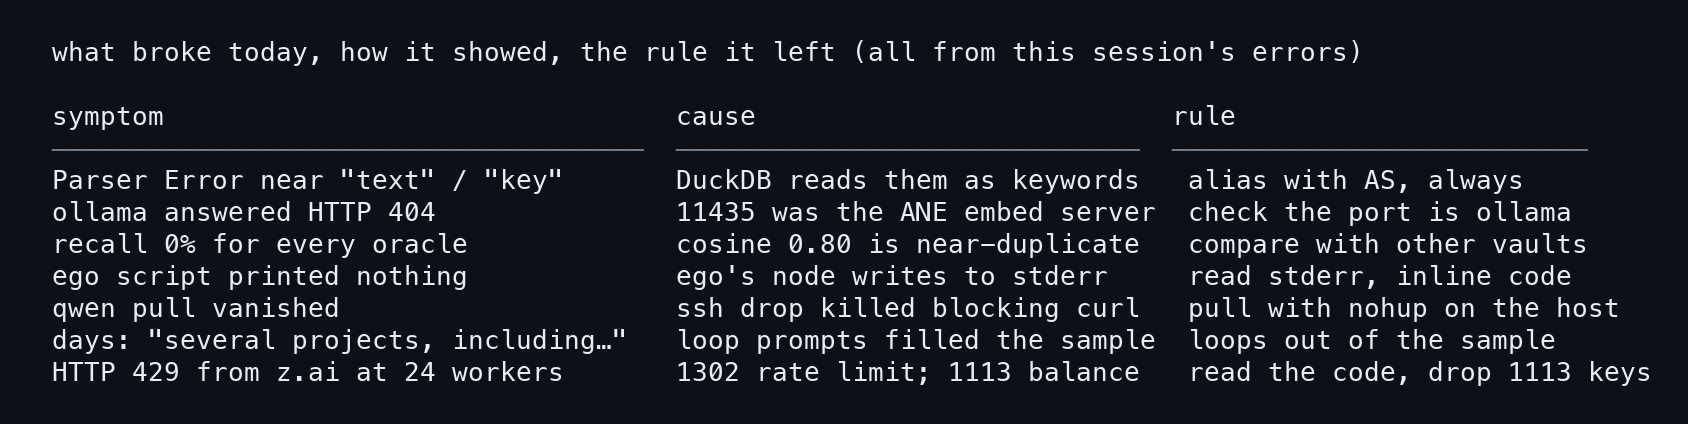 what broke today, how it showed, the rule it left (all from this session's errors)
symptom cause rule
Parser Error near "text" / "key" DuckDB reads them as keywords alias with AS, always
ollama answered HTTP 404 11435 was the ANE embed server check the port is ollama
recall 0% for every oracle cosine 0.80 is near−duplicate compare with other vaults
ego script printed nothing ego's node writes to stderr read stderr, inline code
qwen pull vanished ssh drop killed blocking curl pull with nohup on the host
days: "several projects, including…" loop prompts filled the sample loops out of the sample
HTTP 429 from z.ai at 24 workers 1302 rate limit; 1113 balance read the code, drop 1113 keys